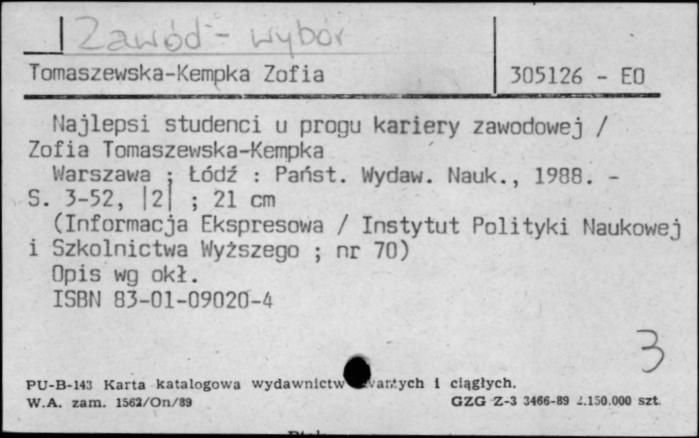 Zawód - wybór
Tomaszewska-Kempka Zofia
305126 - EO
Najlepsi studenci u progu kariery zawodowej /
Zofia Tomaszewska-Kempka
Warszawa ; Łódź : Państ. Wydaw. Nauk., 1988. -
S. 3-52, |2| ; 21 cm
(Informacja Ekspresowa / Instytut Polityki Naukowej
i Szkolnictwa Wyższego ; nr 70)
Opis wg okł.
ISBN 83-01-09020-4
3
PU-B-143 Karta katalogowa wydawnictw zwartych i ciągłych.
W.A. zam. 1562/On/89
GZG Z-3 3466-89 2.150.000 szt.